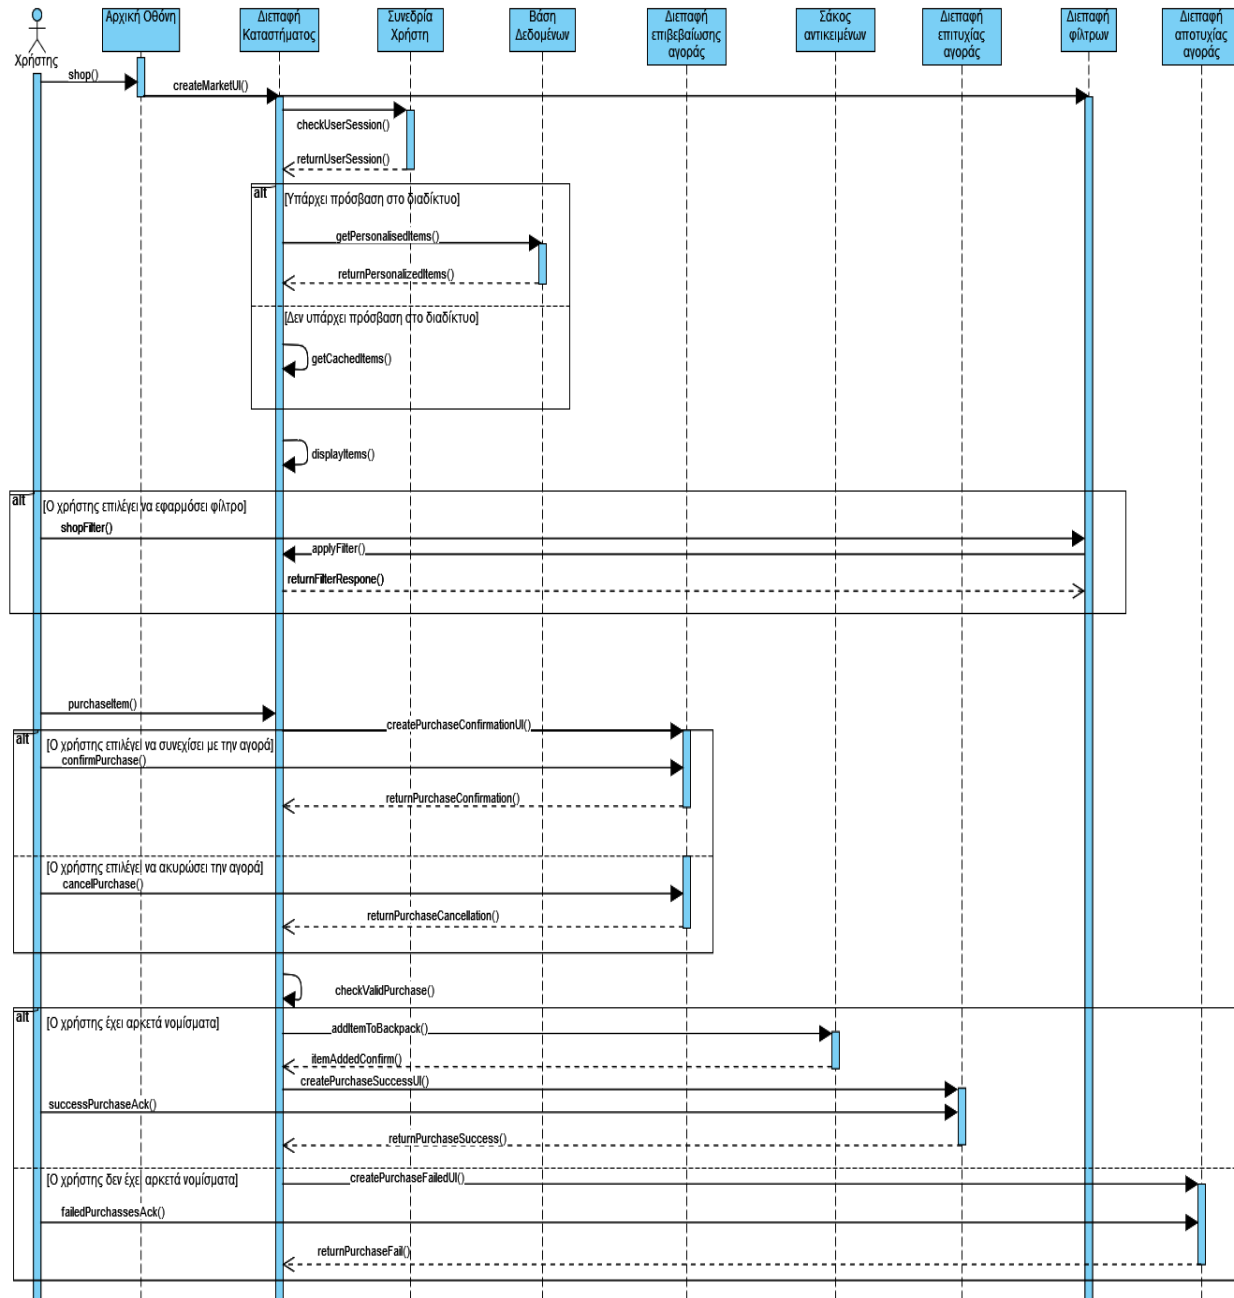 Χρήστης
Αρχική Οθόνη
Διεπαφή
Καταστήματος
Συνεδρία
Χρήστη
Βάση
Δεδομένων
Διεπαφή
επιβεβαίωσης
αγοράς
Σάκος
αντικειμένων
Διεπαφή
επιτυχίας
αγοράς
Διεπαφή
φίλτρων
Διεπαφή
αποτυχίας
αγοράς
shop()
createMarketUI()
checkUserSession()
returnUserSession()
alt
[Υπάρχει πρόσβαση στο διαδίκτυο]
getPersonalisedItems()
returnPersonalizedItems()
[Δεν υπάρχει πρόσβαση στο διαδίκτυο]
getCachedItems()
displayItems()
alt
[Ο χρήστης επιλέγει να εφαρμόσει φίλτρο]
shopFilter()
applyFilter()
returnFilterRespone()
purchaseItem()
createPurchaseConfirmationUI()
alt
[Ο χρήστης επιλέγει να συνεχίσει με την αγορά]
confirmPurchase()
returnPurchaseConfirmation()
[Ο χρήστης επιλέγει να ακυρώσει την αγορά]
cancelPurchase()
returnPurchaseCancellation()
checkValidPurchase()
alt
[Ο χρήστης έχει αρκετά νομίσματα]
addItemToBackpack()
itemAddedConfirm()
createPurchaseSuccessUI()
successPurchaseAck()
returnPurchaseSuccess()
[Ο χρήστης δεν έχει αρκετά νομίσματα]
createPurchaseFailedUI()
failedPurchassesAck()
returnPurchaseFail()